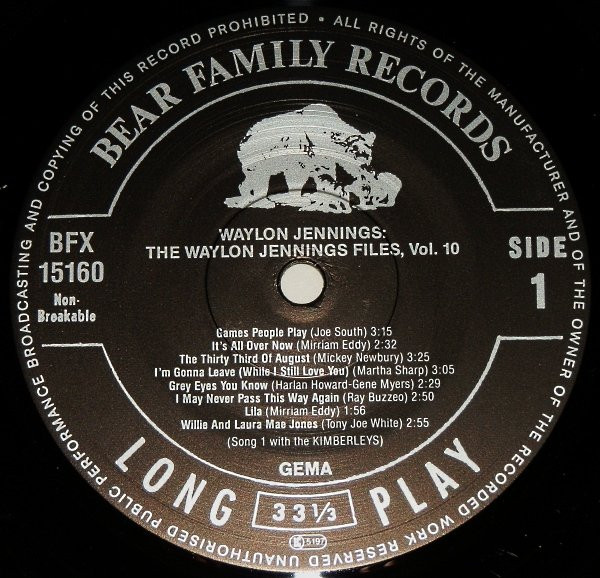 ALL RIGHTS OF THE MANUFACTURER AND OF THE OWNER OF THE RECORDED WORK RESERVED UNAUTHORISED PUBLIC PERFORMANCE BROADCASTING AND COPYING OF THIS RECORD PROHIBITED •
BEAR FAMILY RECORDS
WAYLON JENNINGS:
THE WAYLON JENNINGS FILES, Vol. 10
BFX
15160
Non-
Breakable
SIDE
1
Games People Play (Joe South) 3:15
It's All Over Now (Mirriam Eddy) 2:32
The Thirty Third Of August (Mickey Newbury) 3:25
I'm Gonna Leave (While I Still Love You) (Martha Sharp) 3:05
Grey Eyes You Know (Harlan Howard-Gene Myers) 2:29
I May Never Pass This Way Again (Ray Buzzeo) 2:50
Lila (Mirriam Eddy) 1:56
Willie And Laura Mae Jones (Tony Joe White) 2:55
(Song 1 with the KIMBERLEYS)
GEMA
LONG PLAY
33 1/3
K 5197